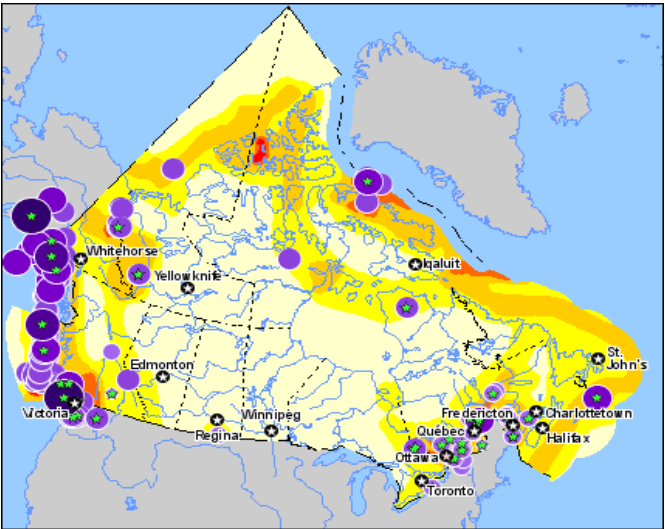 Whitehorse
Yellowknife
Iqaluit
St.
John's
Edmonton
Victoria
Winnipeg
Regina
Fredericton
Charlottetown
Québec
Halifax
Ottawa
Toronto